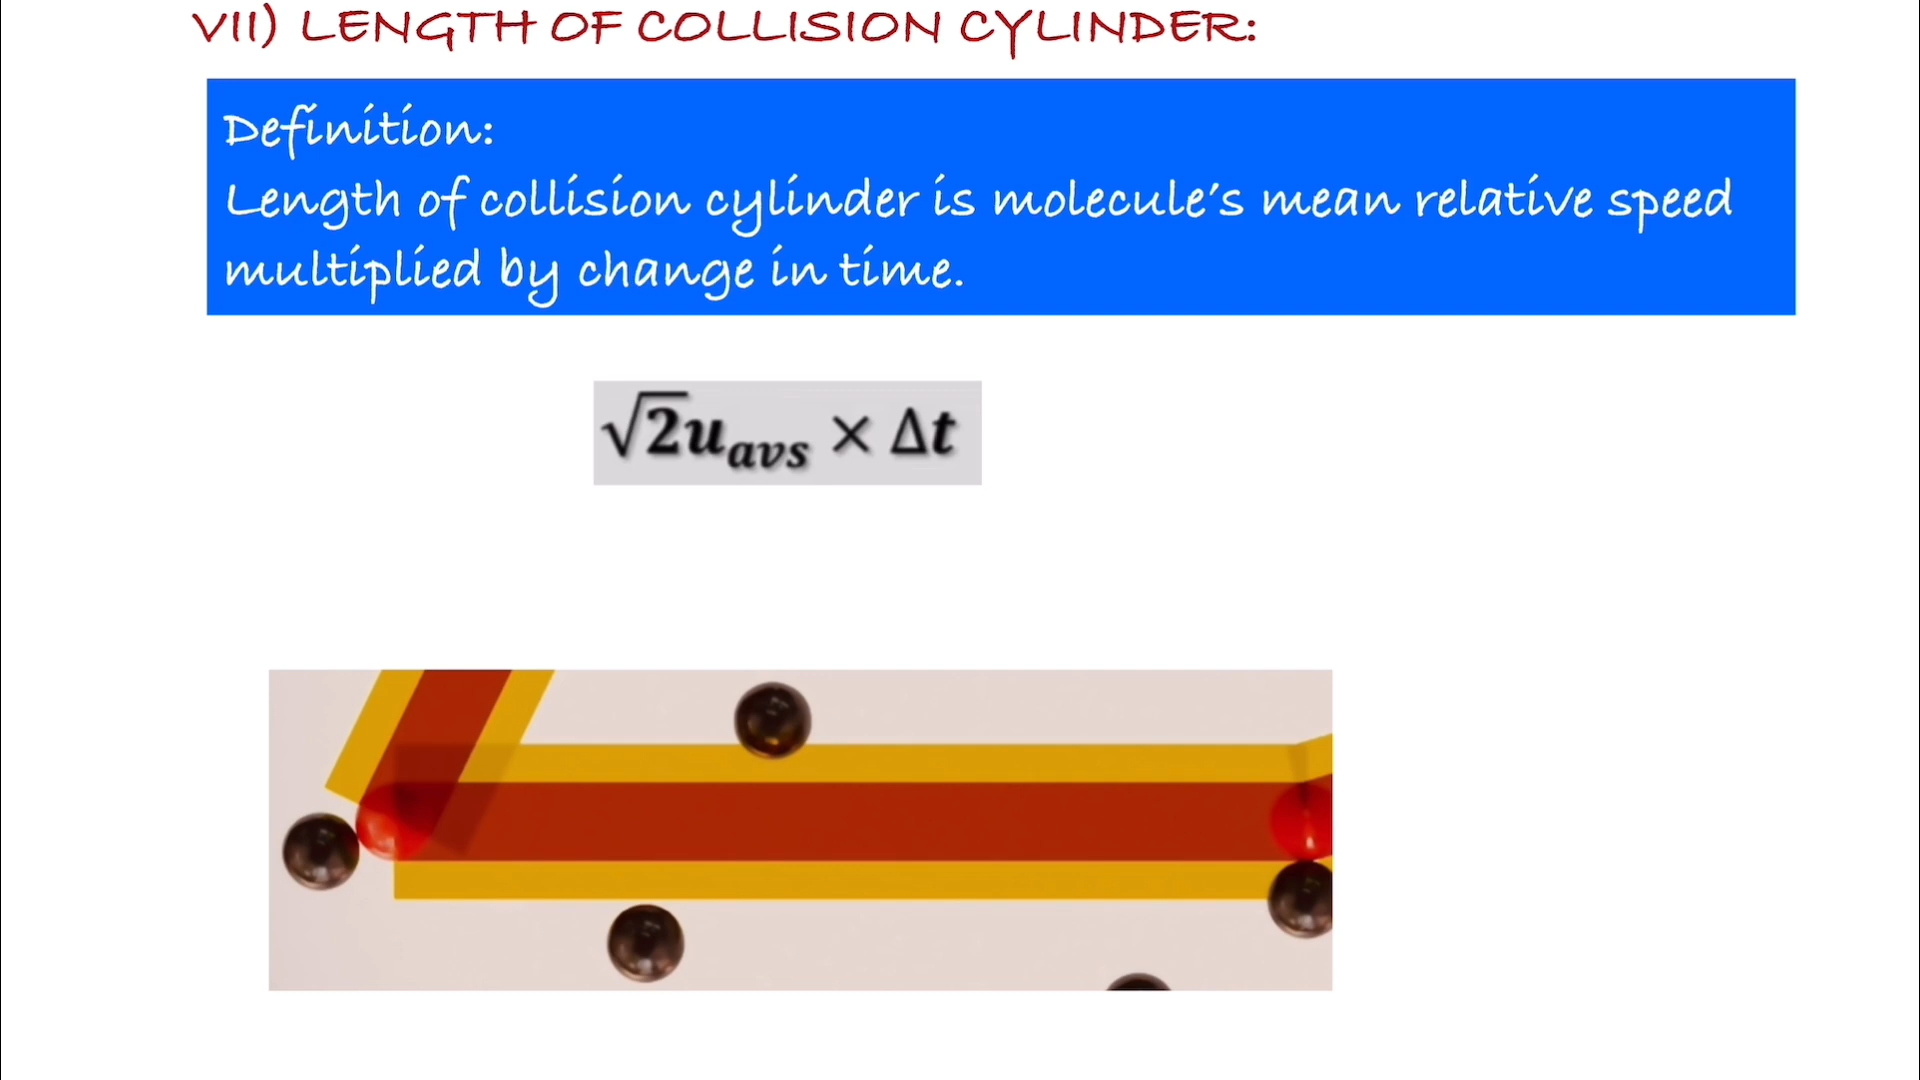 VII) LENGTH OF COLLISION CYLINDER:
Definition:
Length of collision cylinder is molecule's mean relative speed
multiplied by change in time.
√2u_avs × Δt